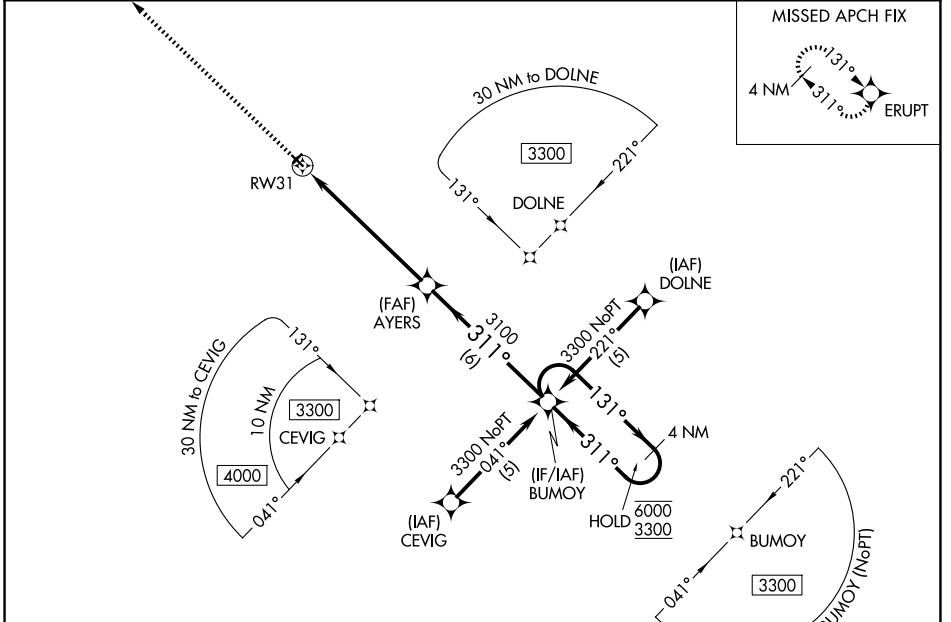 MISSED APCH FIX
131°
4 NM
311°
ERUPT
30 NM to DOLNE
3300
131°
221°
DOLNE
RW31
(IAF)
DOLNE
(FAF)
AYERS
3100
311°
(6)
3300 NoPT
221°
(5)
131°
30 NM to CEVIG
10 NM
3300
CEVIG
4000
041°
131°
4 NM
311°
3300 NoPT
041°
(5)
(IF/IAF)
BUMOY
(IAF)
CEVIG
HOLD
6000
3300
221°
BUMOY
041°
3300
BUMOY (NoPT)